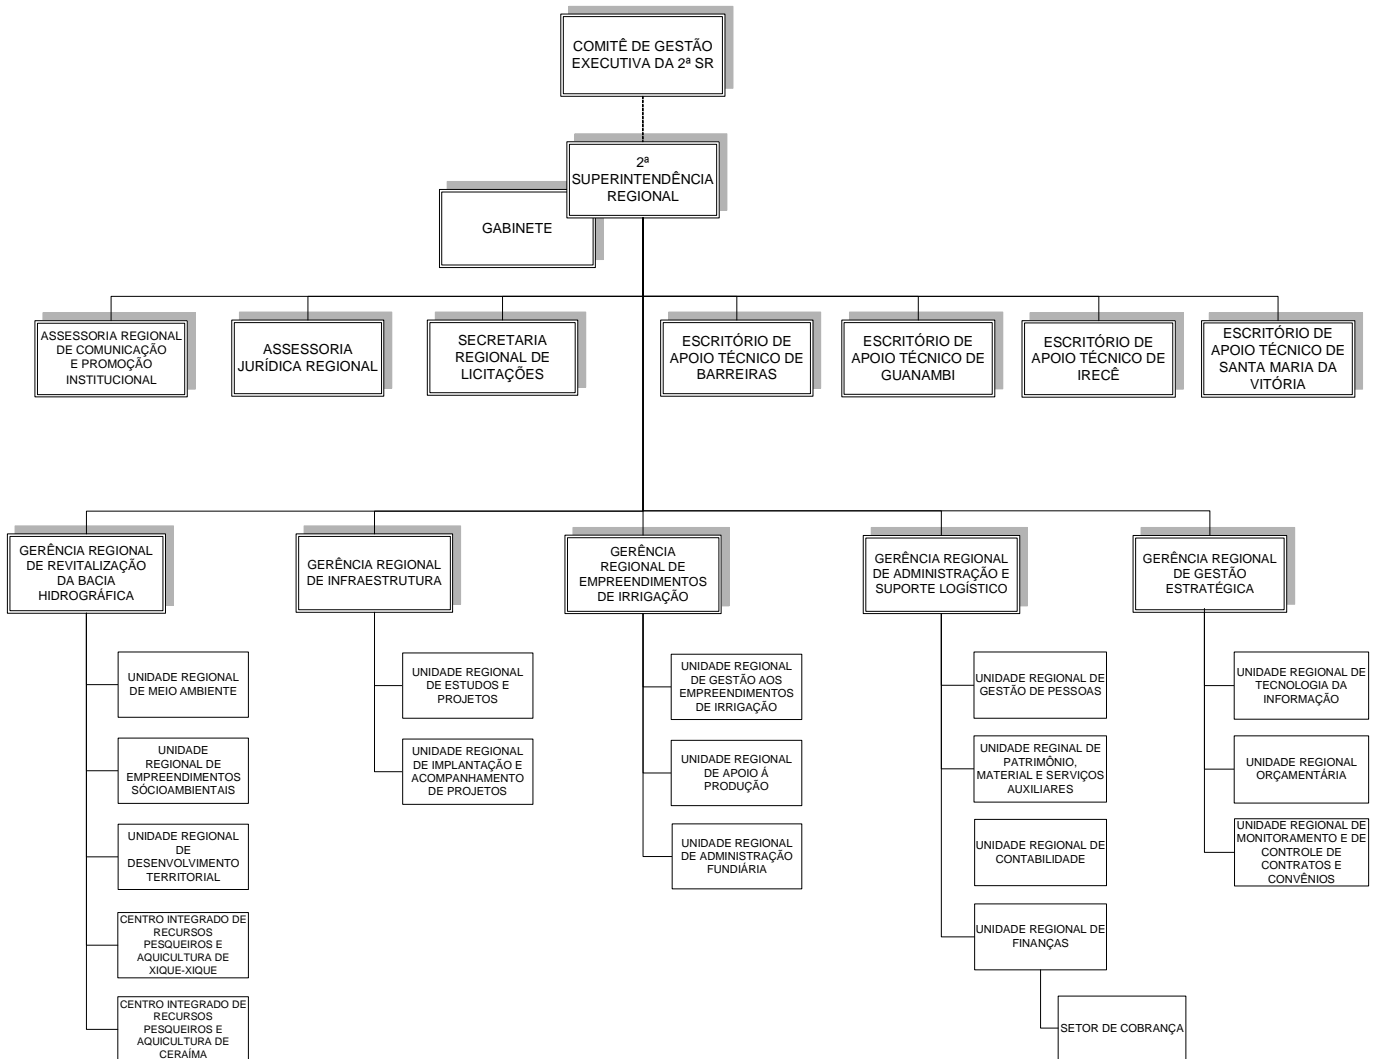 COMITÊ DE GESTÃO
EXECUTIVA DA 2ª SR
2ª
SUPERINTENDÊNCIA
REGIONAL
GABINETE
ASSESSORIA REGIONAL
DE COMUNICAÇÃO
E PROMOÇÃO
INSTITUCIONAL
ASSESSORIA
JURÍDICA REGIONAL
SECRETARIA
REGIONAL DE
LICITAÇÕES
ESCRITÓRIO DE
APOIO TÉCNICO DE
BARREIRAS
ESCRITÓRIO DE
APOIO TÉCNICO DE
GUANAMBI
ESCRITÓRIO DE
APOIO TÉCNICO DE
IRECÊ
ESCRITÓRIO DE
APOIO TÉCNICO DE
SANTA MARIA DA
VITÓRIA
GERÊNCIA REGIONAL
DE REVITALIZAÇÃO
DA BACIA
HIDROGRÁFICA
GERÊNCIA REGIONAL
DE INFRAESTRUTURA
GERÊNCIA
REGIONAL DE
EMPREENDIMENTOS
DE IRRIGAÇÃO
GERÊNCIA REGIONAL
DE ADMINISTRAÇÃO E
SUPORTE LOGÍSTICO
GERÊNCIA REGIONAL
DE GESTÃO
ESTRATÉGICA
UNIDADE REGIONAL
DE MEIO AMBIENTE
UNIDADE
REGIONAL DE
EMPREENDIMENTOS
SÓCIOAMBIENTAIS
UNIDADE REGIONAL
DE
DESENVOLVIMENTO
TERRITORIAL
CENTRO INTEGRADO DE
RECURSOS
PESQUEIROS E
AQUICULTURA DE
XIQUE-XIQUE
CENTRO INTEGRADO DE
RECURSOS
PESQUEIROS E
AQUICULTURA DE
CERAÍMA
UNIDADE REGIONAL
DE ESTUDOS E
PROJETOS
UNIDADE REGIONAL
DE IMPLANTAÇÃO E
ACOMPANHAMENTO
DE PROJETOS
UNIDADE REGIONAL
DE GESTÃO AOS
EMPREENDIMENTOS
DE IRRIGAÇÃO
UNIDADE REGIONAL
DE APOIO Á
PRODUÇÃO
UNIDADE REGIONAL
DE ADMINISTRAÇÃO
FUNDIÁRIA
UNIDADE REGIONAL DE
GESTÃO DE PESSOAS
UNIDADE REGINAL DE
PATRIMÔNIO,
MATERIAL E SERVIÇOS
AUXILIARES
UNIDADE REGIONAL DE
CONTABILIDADE
UNIDADE REGIONAL DE
FINANÇAS
SETOR DE COBRANÇA
UNIDADE REGIONAL DE
TECNOLOGIA DA
INFORMAÇÃO
UNIDADE REGIONAL
ORÇAMENTÁRIA
UNIDADE REGIONAL DE
MONITORAMENTO E DE
CONTROLE DE
CONTRATOS E
CONVÊNIOS